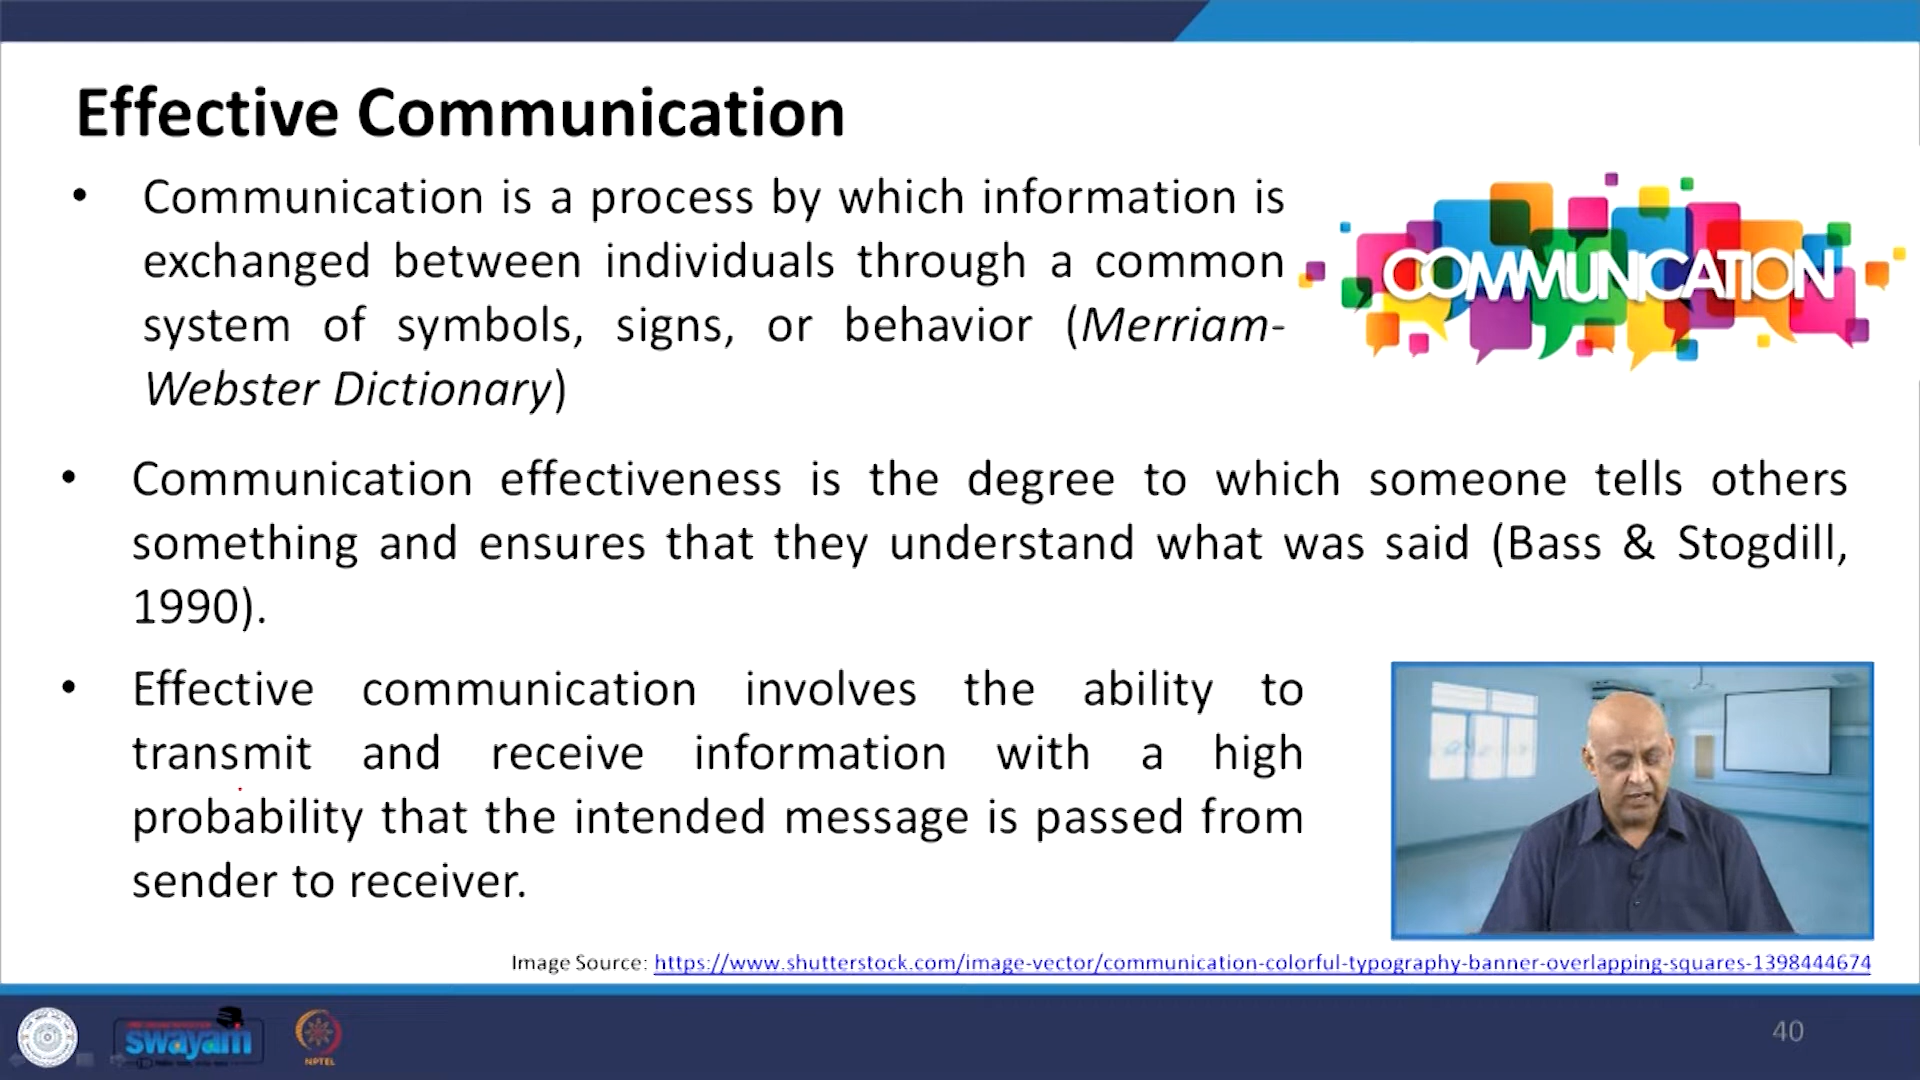 Effective Communication
• Communication is a process by which information is
exchanged between individuals through a common
system of symbols, signs, or behavior (Merriam-
Webster Dictionary)
COMMUNICATION
• Communication effectiveness is the degree to which someone tells others
something and ensures that they understand what was said (Bass & Stogdill,
1990).
• Effective communication involves the ability to
transmit and receive information with a high
probability that the intended message is passed from
sender to receiver.
Image Source: https://www.shutterstock.com/image-vector/communication-colorful-typography-banner-overlapping-squares-1398444674
swayam
NPTEL
40